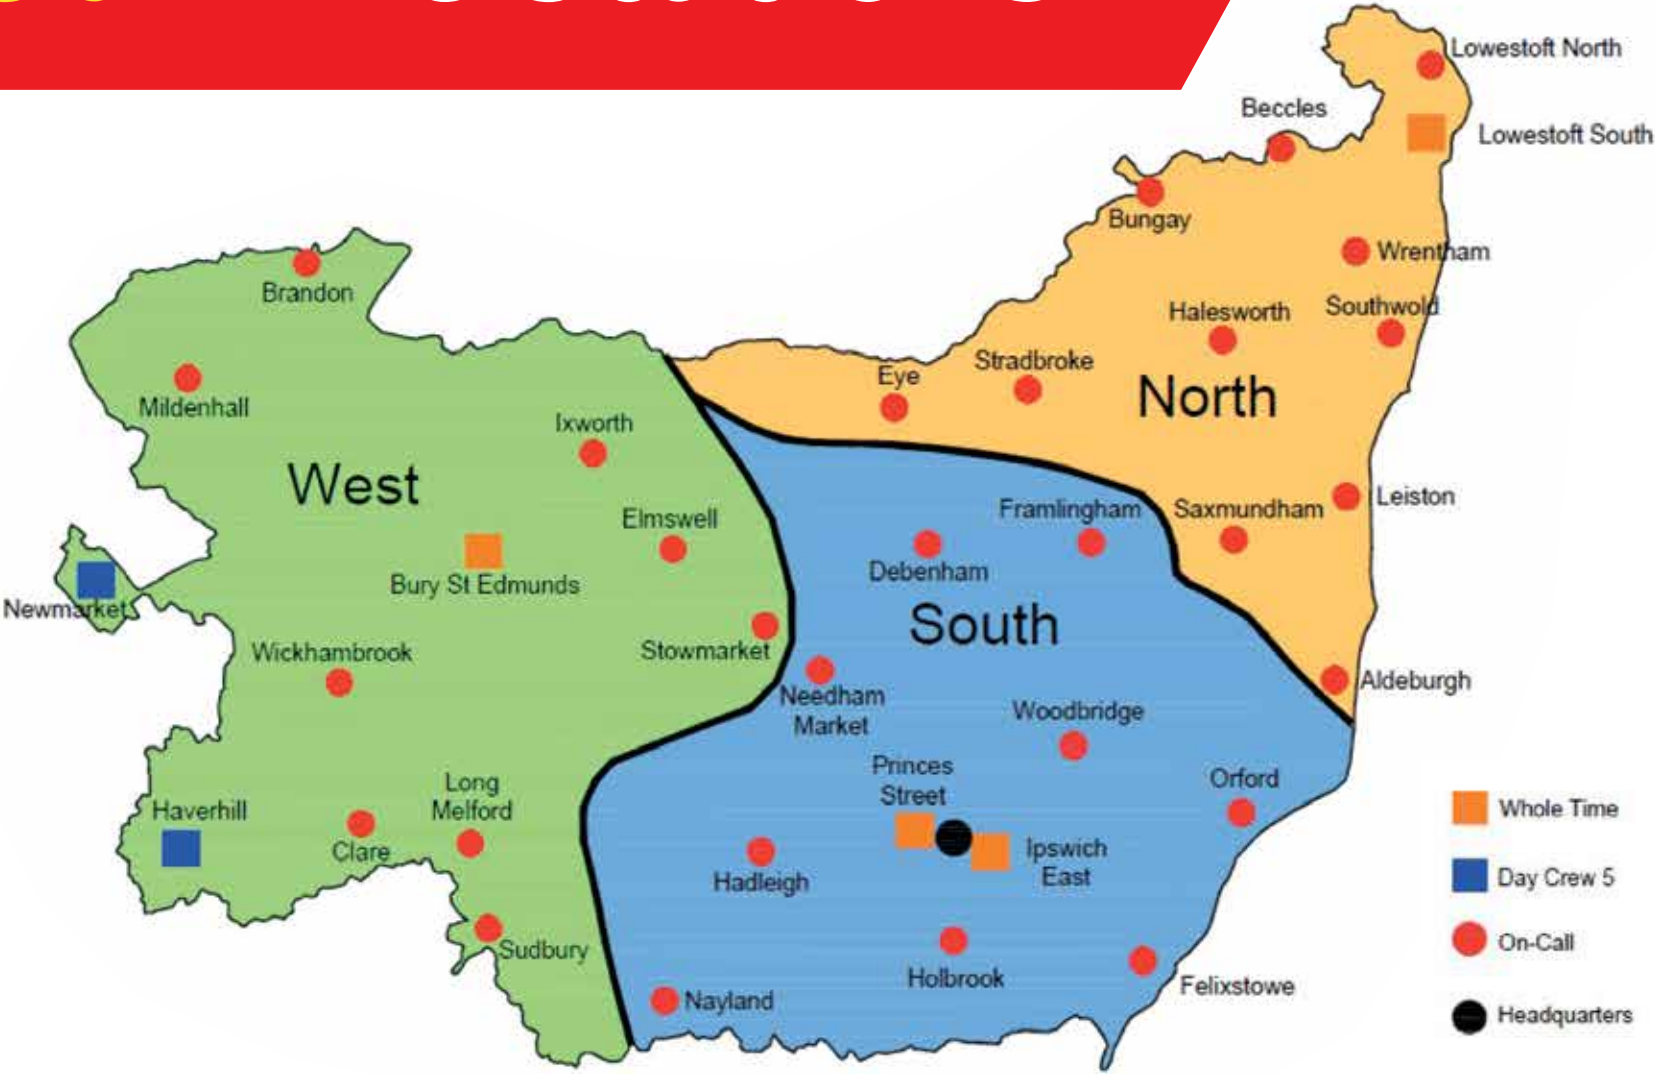 Lowestoft North
Beccles
Lowestoft South
Bungay
Wrentham
Brandon
Halesworth
Southwold
Stradbroke
Eye
Mildenhall
North
Ixworth
West
Leiston
Framlingham
Saxmundham
Elmswell
Debenham
Bury St Edmunds
Newmarket
South
Wickhambrook
Stowmarket
Aldeburgh
Needham
Market
Woodbridge
Princes
Street
Orford
Long
Melford
Haverhill
Clare
Ipswich
East
Hadleigh
Sudbury
Holbrook
Felixstowe
Nayland
Whole Time
Day Crew 5
On-Call
Headquarters